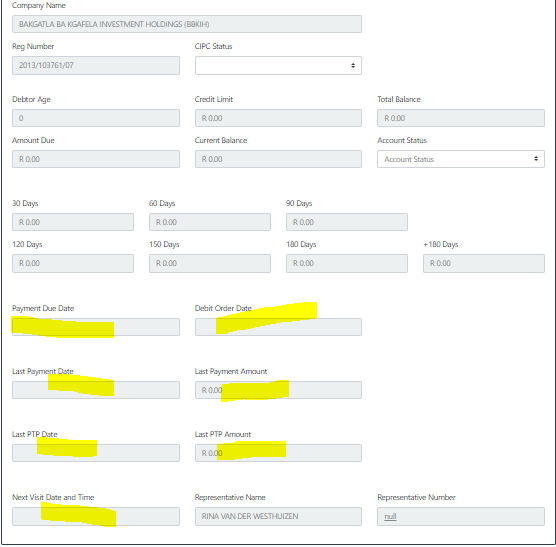 Company Name
BAKGATLA BA KGAFELA INVESTMENT HOLDINGS (BBKIH)
Reg Number CIPC Status
2013/103761/07
Debtor Age Credit Limit Total Balance
0 R 0.00 R 0.00
Amount Due Current Balance Account Status
R 0.00 R 0.00 Account Status
30 Days 60 Days 90 Days
R 0.00 R 0.00 R 0.00
120 Days 150 Days 180 Days +180 Days
R 0.00 R 0.00 R 0.00 R 0.00
Payment Due Date Debit Order Date
Last Payment Date Last Payment Amount
R 0.00
Last PTP Date Last PTP Amount
R 0.00
Next Visit Date and Time Representative Name Representative Number
RINA VAN DER WESTHUIZEN null